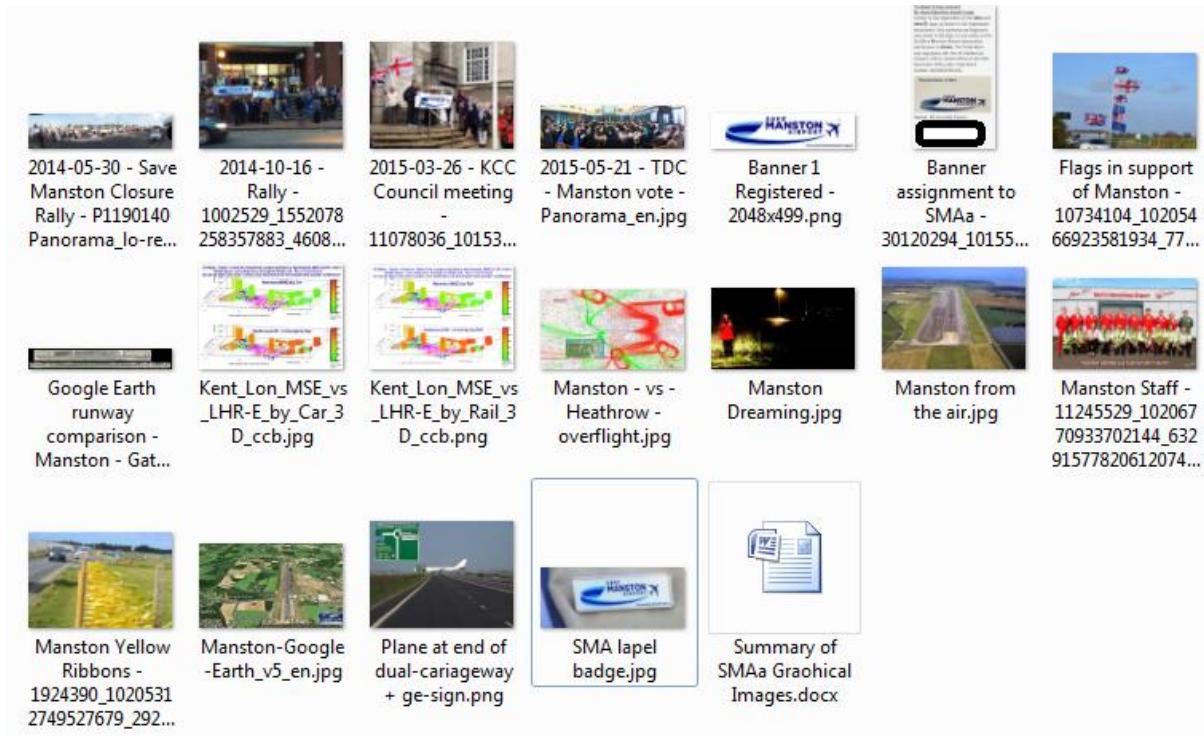 SAVE
MANSTON
AIRPORT
2014-05-30 - Save
Manston Closure
Rally - P1190140
Panorama_lo-re...
2014-10-16 -
Rally -
1002529_1552078
258357883_4608...
2015-03-26 - KCC
Council meeting
-
11078036_10153...
2015-05-21 - TDC
- Manston vote -
Panorama_en.jpg
Banner 1
Registered -
2048x499.png
Banner
assignment to
SMAa -
30120294_10155...
Flags in support
of Manston -
10734104_102054
66923581934_77...
Google Earth
runway
comparison -
Manston - Gat...
Kent_Lon_MSE_vs
_LHR-E_by_Car_3
D_ccb.jpg
Kent_Lon_MSE_vs
_LHR-E_by_Rail_3
D_ccb.png
Manston - vs -
Heathrow -
overflight.jpg
Manston
Dreaming.jpg
Manston from
the air.jpg
Manston Staff -
11245529_102067
70933702144_632
91577820612074...
MANSTON
Manston Yellow
Ribbons -
1924390_1020531
2749527679_292...
Manston-Google
-Earth_v5_en.jpg
Plane at end of
dual-cariageway
+ ge-sign.png
SMA lapel
badge.jpg
Summary of
SMAa Graohical
Images.docx